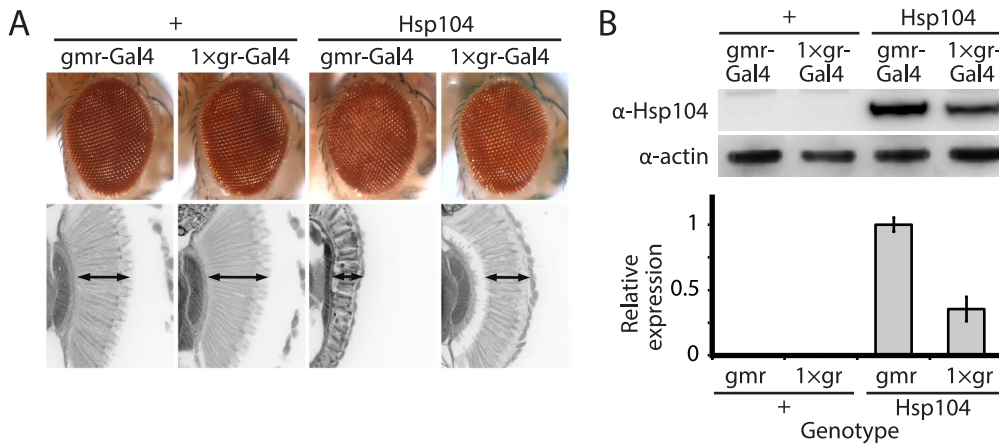 A
+ Hsp104
gmr-Gal4 1×gr-Gal4 gmr-Gal4 1×gr-Gal4
B
+ Hsp104
gmr- 1×gr- gmr- 1×gr-
Gal4 Gal4 Gal4 Gal4
α-Hsp104
α-actin
Relative
expression
1
0.5
0
gmr 1×gr gmr 1×gr
+ Hsp104
Genotype